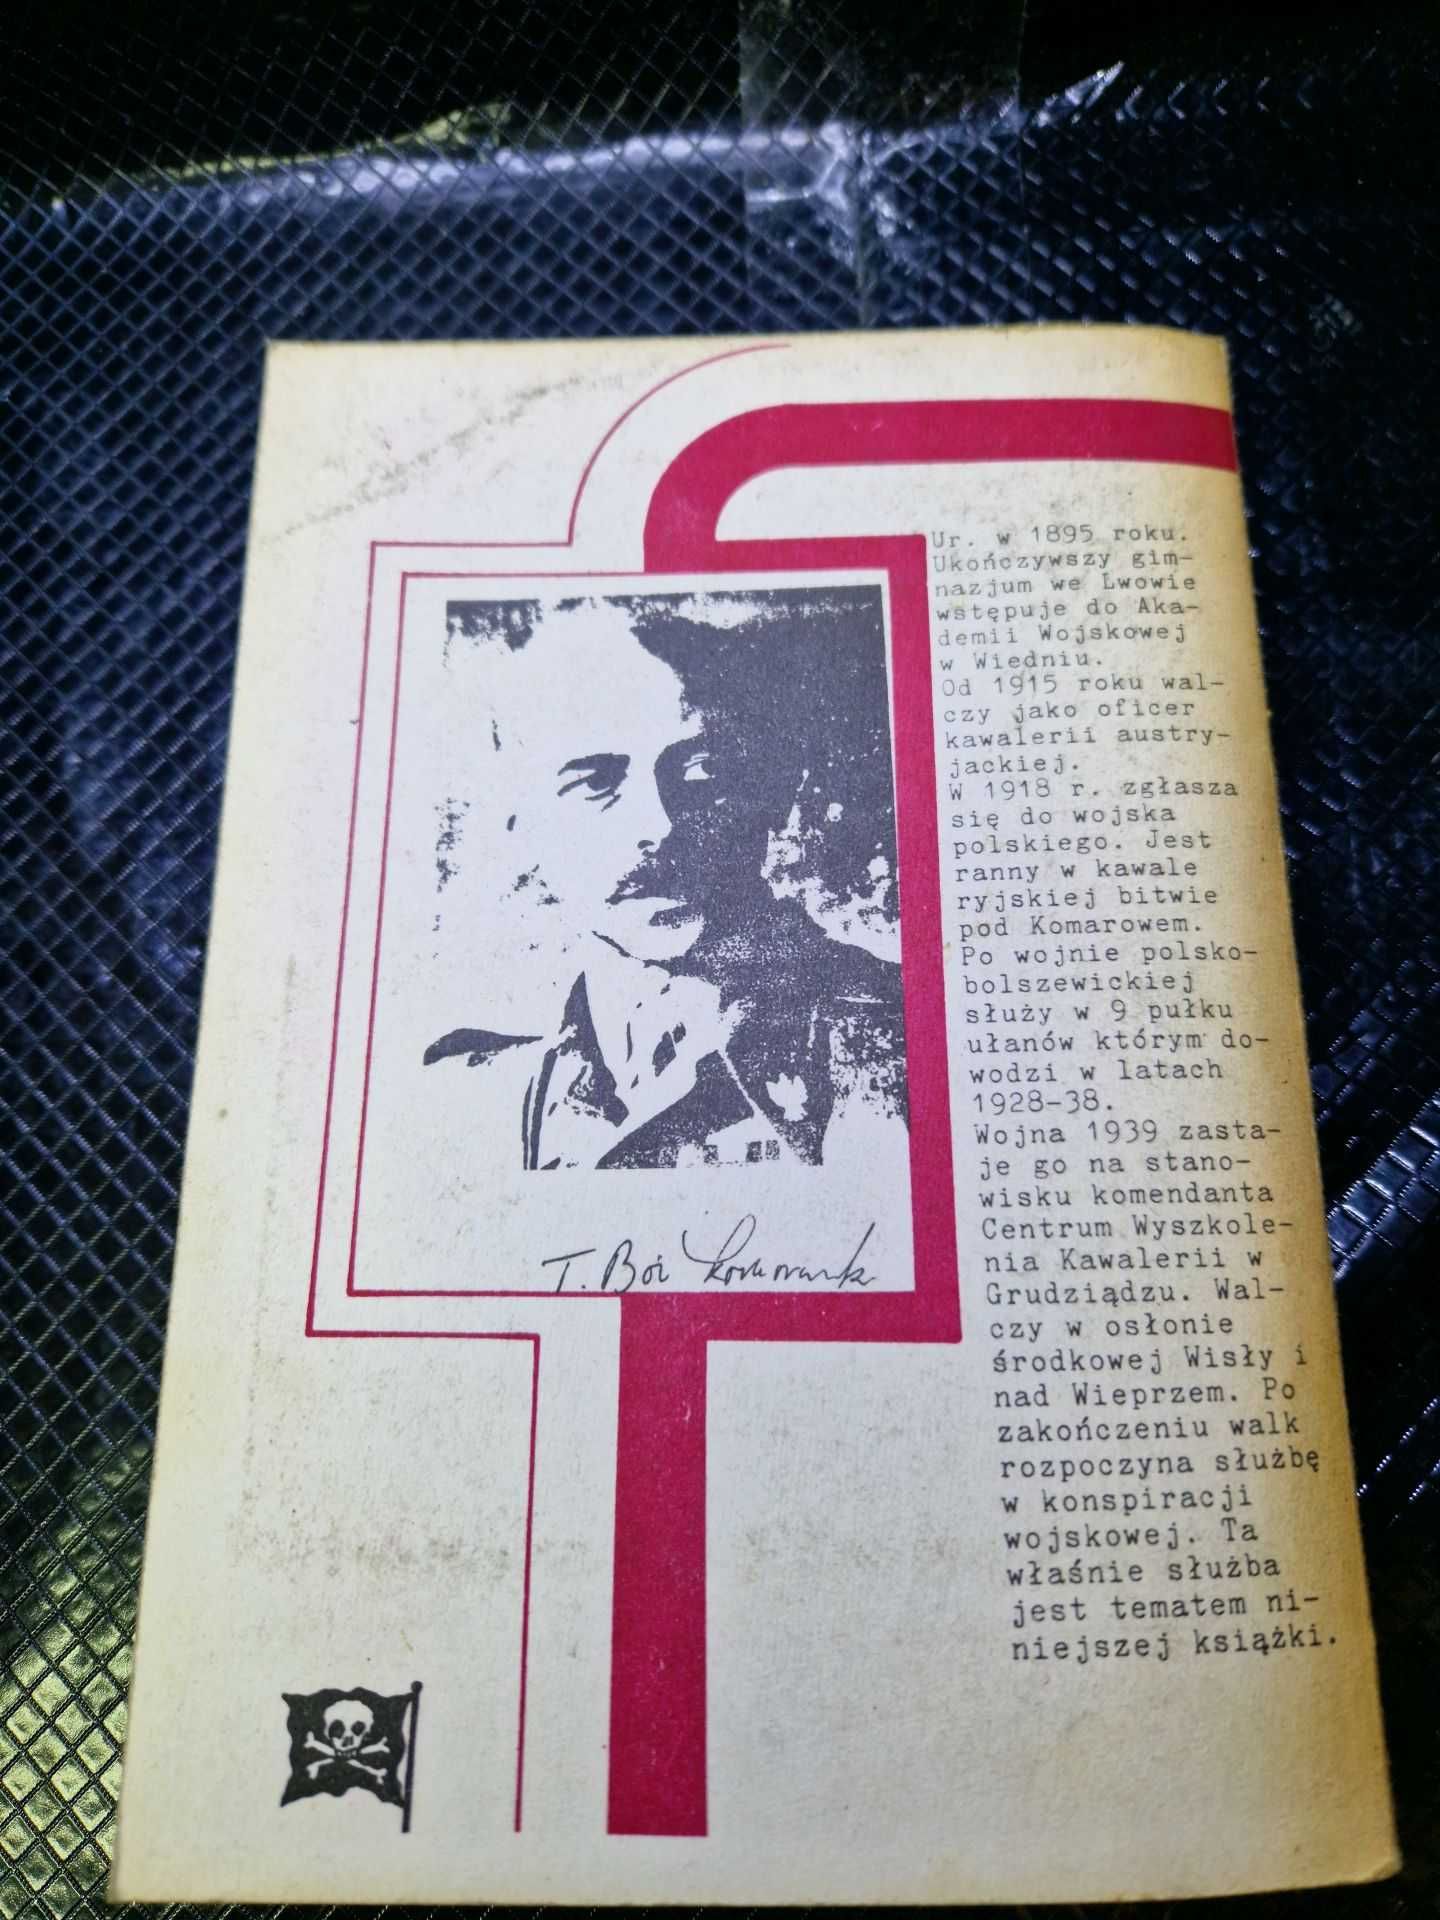 Ur. w 1895 roku.
Ukończywszy gim-
nazjum we Lwowie
wstępuje do Aka-
demii Wojskowej
w Wiedniu.
Od 1915 roku wal-
czy jako oficer
kawalerii austry-
jackiej.
W 1918 r. zgłasza
się do wojska
polskiego. Jest
ranny w kawale
ryjskiej bitwie
pod Komarowem.
Po wojnie polsko-
bolszewickiej
służy w 9 pułku
ułanów którym do-
wodzi w latach
1928-38.
Wojna 1939 zasta-
je go na stano-
wisku komendanta
Centrum Wyszkole-
nia Kawalerii w
Grudziądzu. Wal-
czy w osłonie
środkowej Wisły i
nad Wieprzem. Po
zakończeniu walk
rozpoczyna służbę
w konspiracji
wojskowej. Ta
właśnie służba
jest tematem ni-
niejszej książki.
T. Bór Komorowski